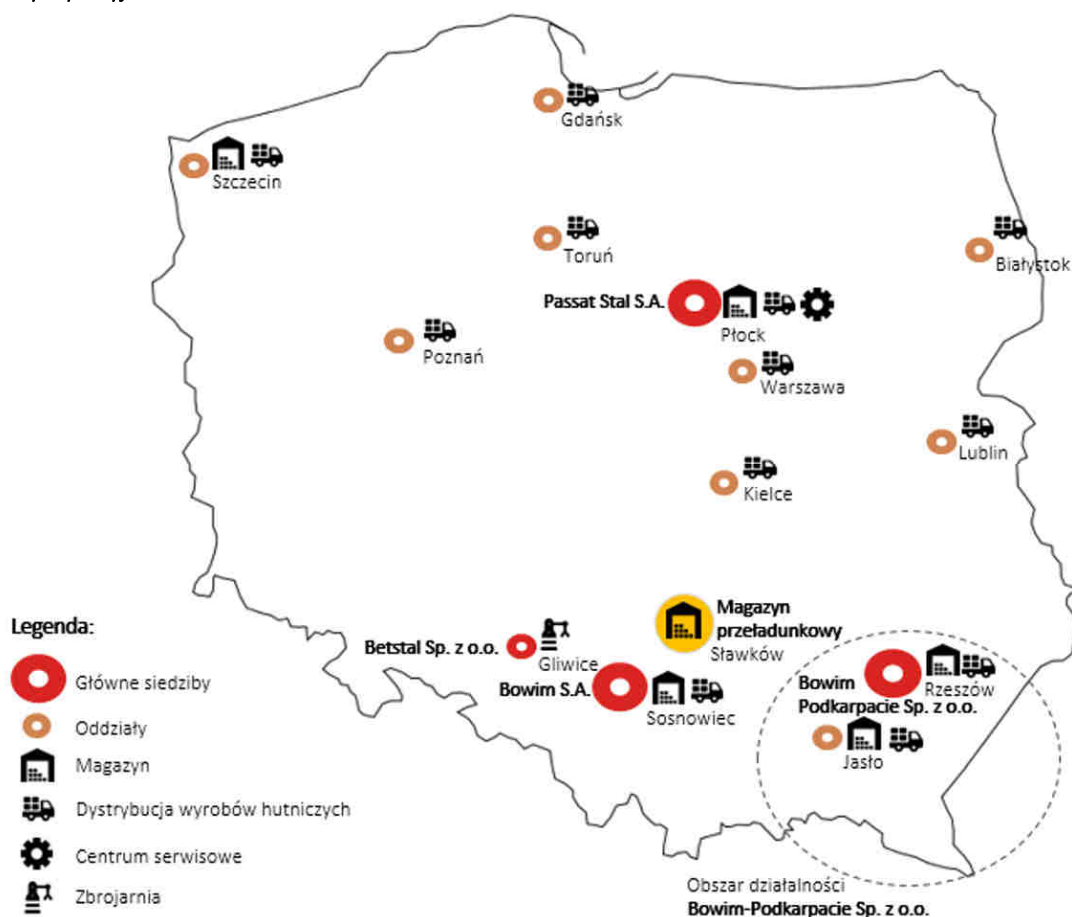 Gdańsk
Szczecin
Toruń
Białystok
Passat Stal S.A.
Płock
Poznań
Warszawa
Lublin
Kielce
Magazyn
przeładunkowy
Sławków
Betstal Sp. z o.o.
Gliwice
Bowim S.A.
Sosnowiec
Bowim
Podkarpacie Sp. z o.o.
Rzeszów
Jasło
Legenda:
Główne siedziby
Oddziały
Magazyn
Dystrybucja wyrobów hutniczych
Centrum serwisowe
Zbrojarnia
Obszar działalności
Bowim-Podkarpacie Sp. z o.o.